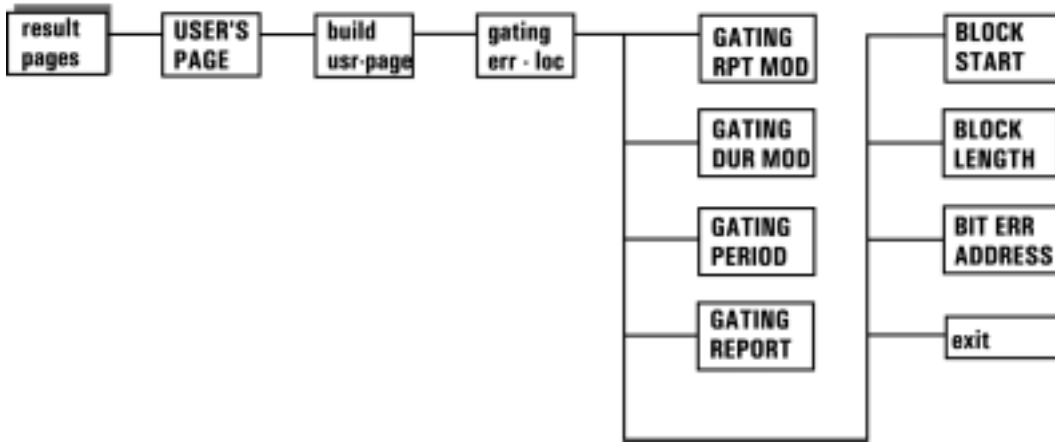 result
pages
USER'S
PAGE
build
usr-page
gating
err - loc
GATING
RPT MOD
GATING
DUR MOD
GATING
PERIOD
GATING
REPORT
BLOCK
START
BLOCK
LENGTH
BIT ERR
ADDRESS
exit